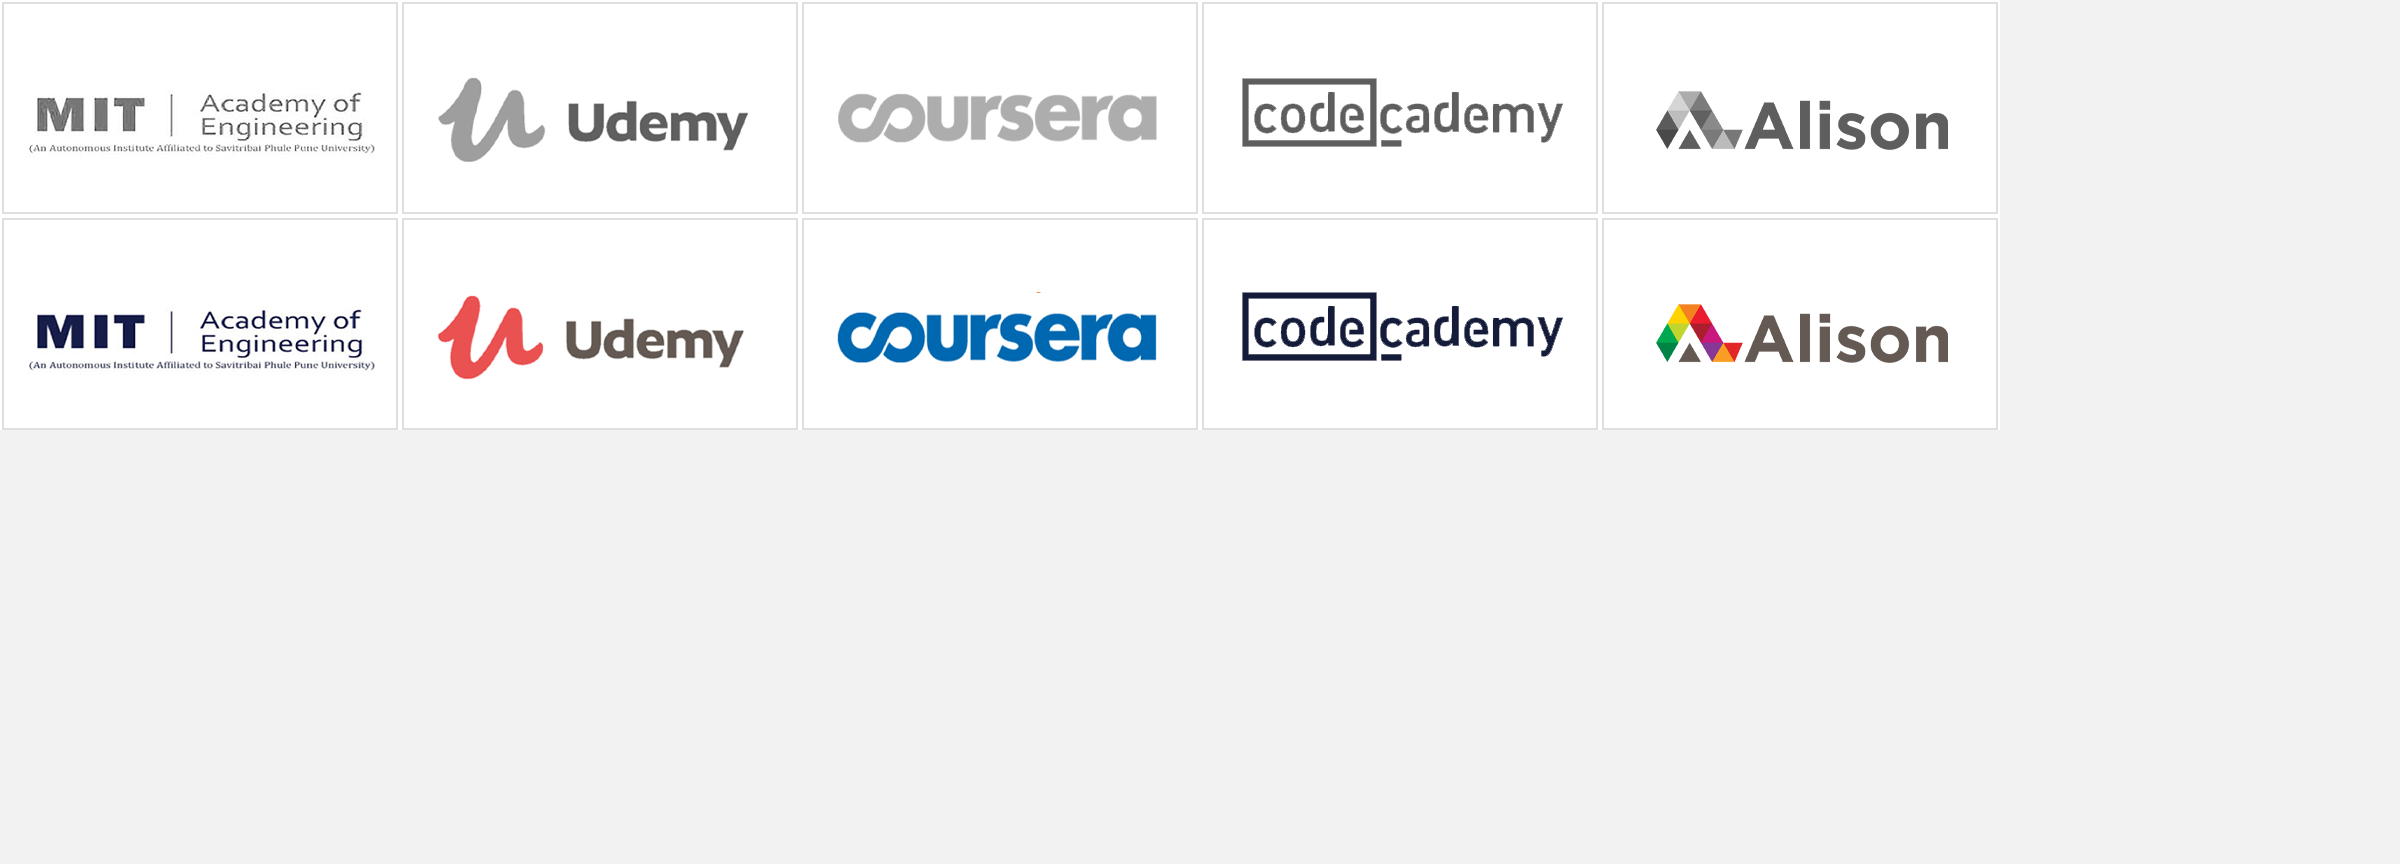 MIT | Academy of
Engineering
(An Autonomous Institute Affiliated to Savitribai Phule Pune University)
Udemy
coursera
codecademy
Alison
MIT | Academy of
Engineering
(An Autonomous Institute Affiliated to Savitribai Phule Pune University)
Udemy
coursera
codecademy
Alison